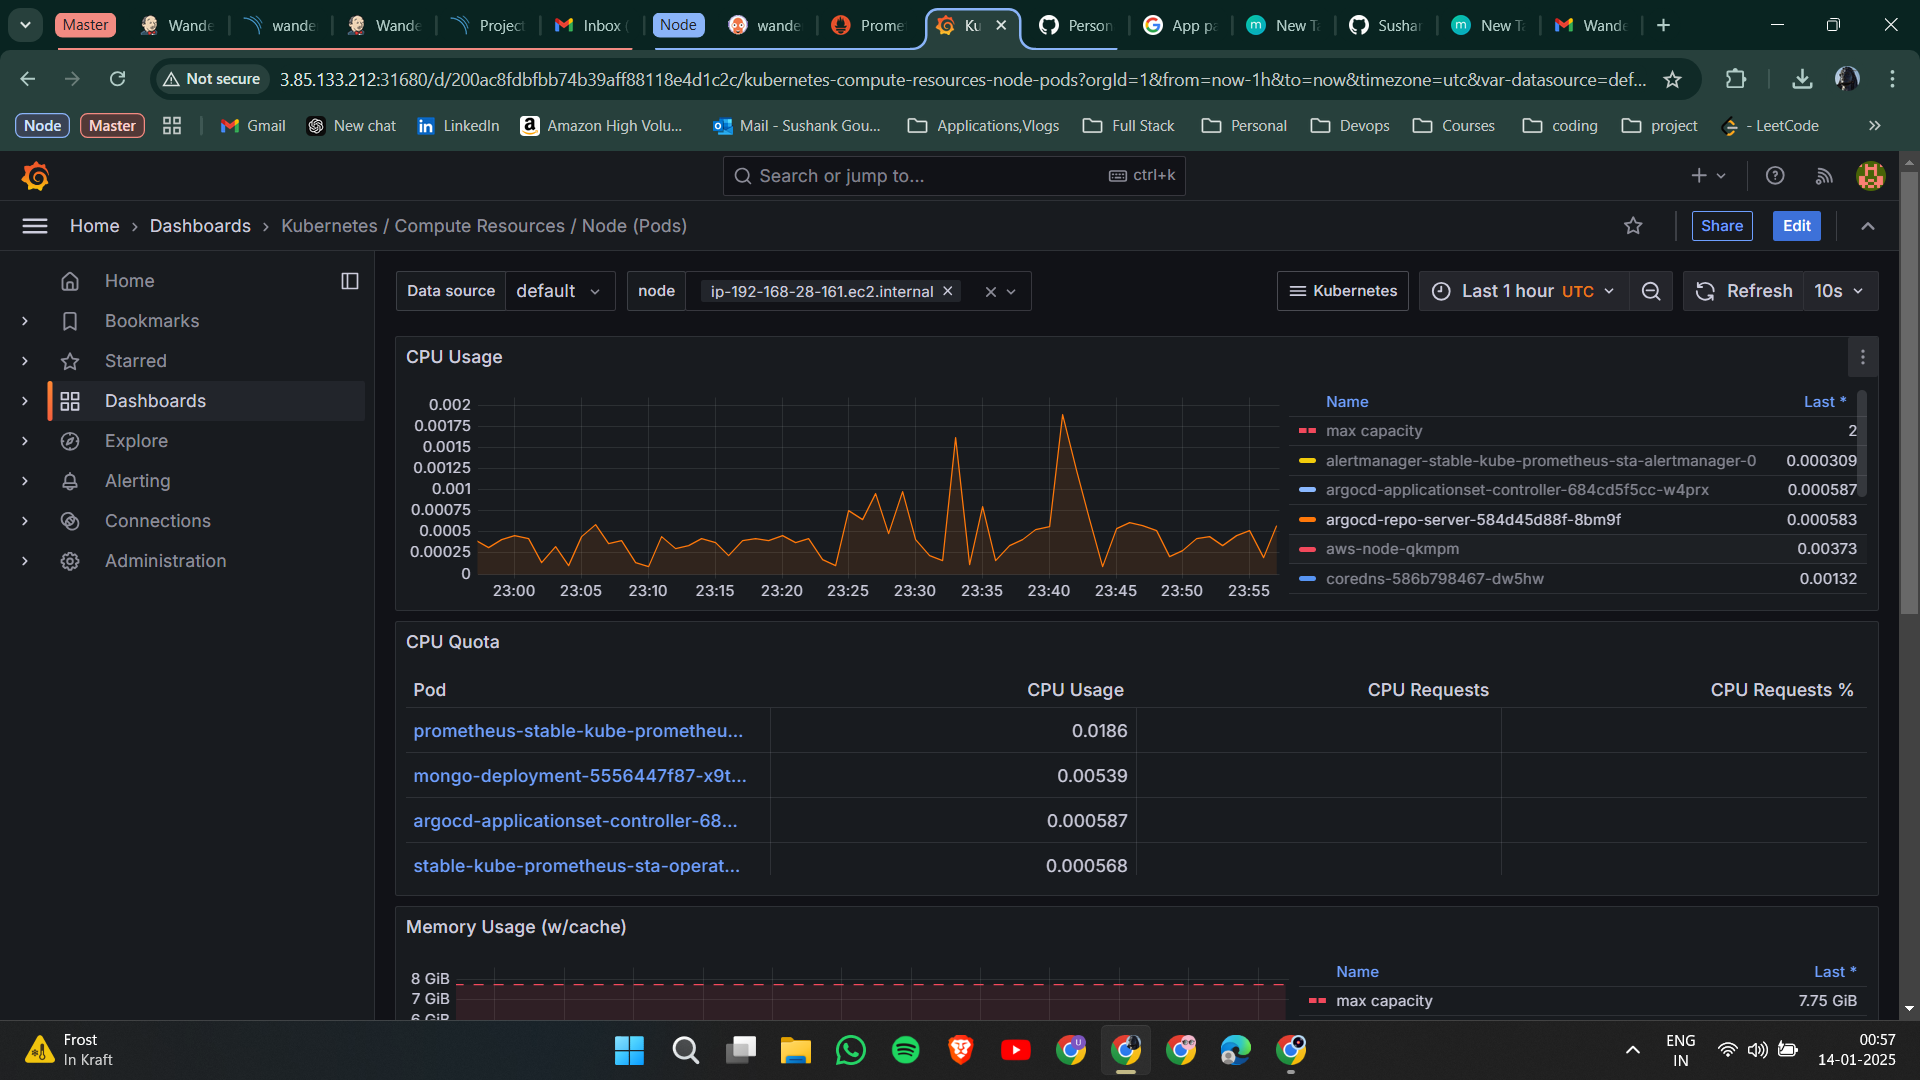 Master
Wande
wande
Wande
Project
Inbox (
Node
wande
Prome
Ku
Person
App pa
New Ta
Sushar
New Ta
Wande
Not secure
3.85.133.212:31680/d/200ac8fdbfbb74b39aff88118e4d1c2c/kubernetes-compute-resources-node-pods?orgId=1&from=now-1h&to=now&timezone=utc&var-datasource=def...
Node
Master
Gmail
New chat
LinkedIn
Amazon High Volu...
Mail - Sushank Gou...
Applications,Vlogs
Full Stack
Personal
Devops
Courses
coding
project
- LeetCode
»
Search or jump to...
ctrl+k
Home › Dashboards › Kubernetes / Compute Resources / Node (Pods)
Share
Edit
Home
Bookmarks
Starred
Dashboards
Explore
Alerting
Connections
Administration
Data source
default
node
ip-192-168-28-161.ec2.internal
Kubernetes
Last 1 hour UTC
Refresh
10s
CPU Usage
0.002
0.00175
0.0015
0.00125
0.001
0.00075
0.0005
0.00025
0
23:00 23:05 23:10 23:15 23:20 23:25 23:30 23:35 23:40 23:45 23:50 23:55
Name Last *
max capacity 2
alertmanager-stable-kube-prometheus-sta-alertmanager-0 0.000309
argocd-applicationset-controller-684cd5f5cc-w4prx 0.000587
argocd-repo-server-584d45d88f-8bm9f 0.000583
aws-node-qkmpm 0.00373
coredns-586b798467-dw5hw 0.00132
CPU Quota
Pod CPU Usage CPU Requests CPU Requests %
prometheus-stable-kube-prometheu... 0.0186
mongo-deployment-5556447f87-x9t... 0.00539
argocd-applicationset-controller-68... 0.000587
stable-kube-prometheus-sta-operat... 0.000568
Memory Usage (w/cache)
8 GiB
7 GiB
6 GiB
Name Last *
max capacity 7.75 GiB
Frost
In Kraft
ENG
IN
00:57
14-01-2025